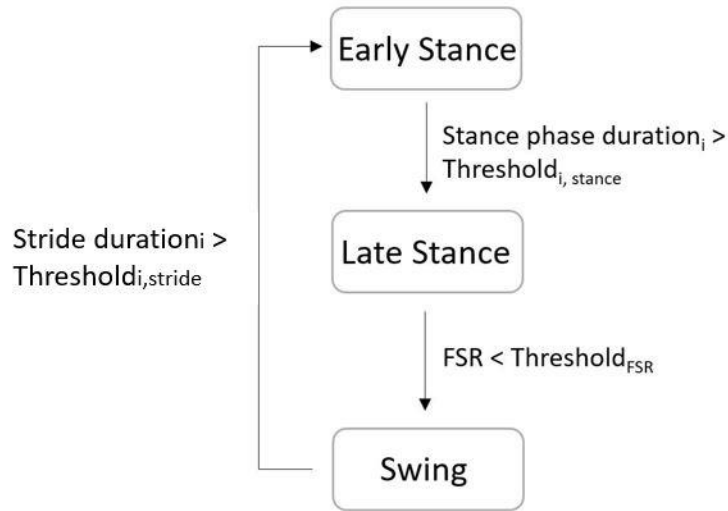 Early Stance
Stance phase durationᵢ >
Thresholdᵢ, stance
Stride durationi >
Thresholdi,stride
Late Stance
FSR < Threshold_FSR
Swing